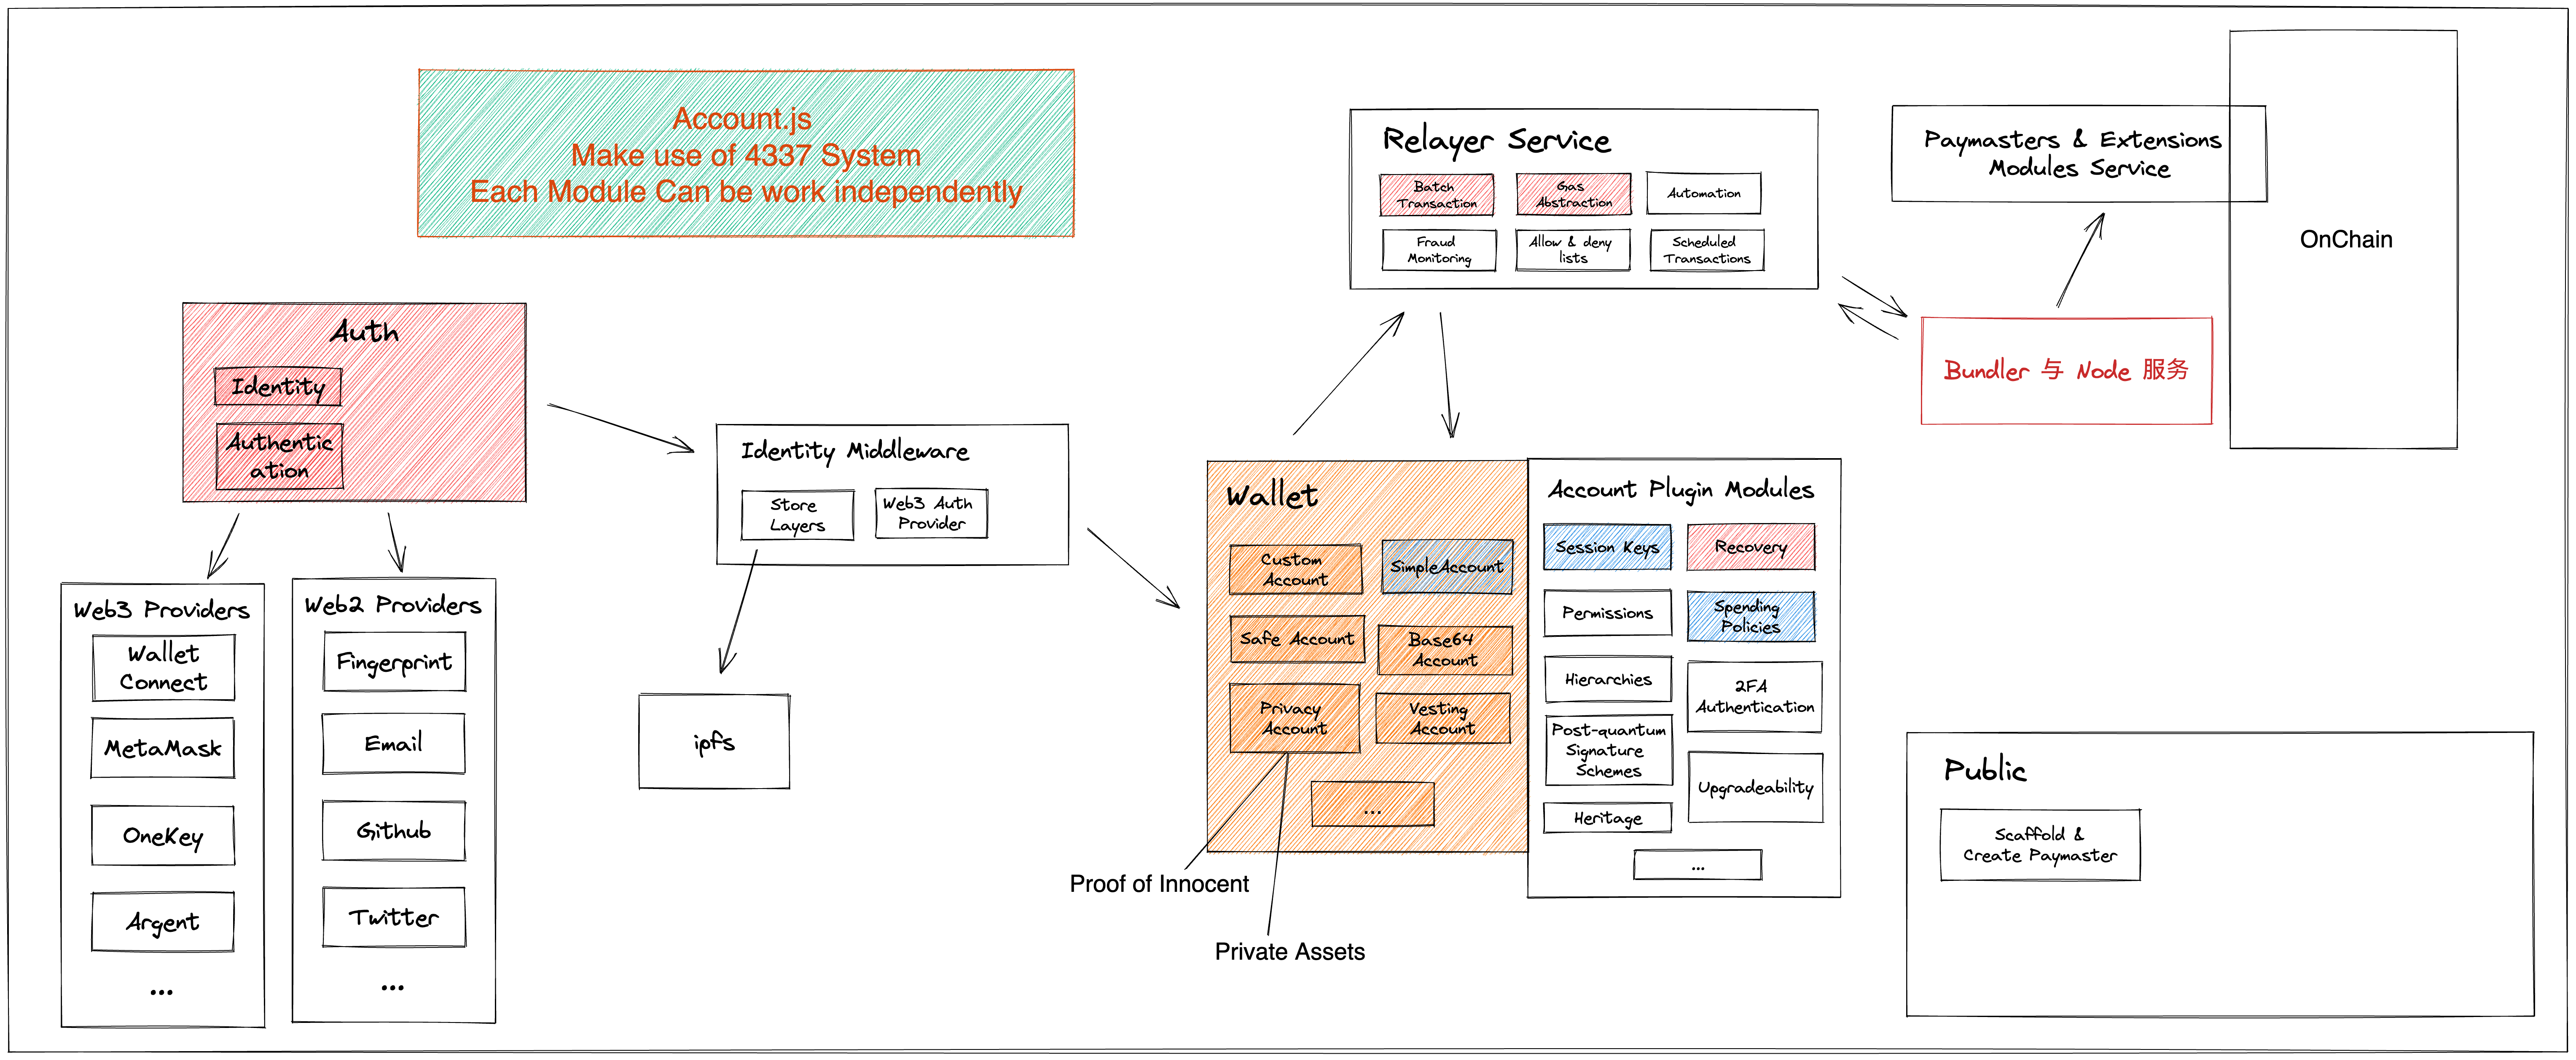 Account.js
Make use of 4337 System
Each Module Can be work independently
Auth
Identity
Authentic
ation
Web3 Providers
Wallet
Connect
MetaMask
OneKey
Argent
...
Web2 Providers
Fingerprint
Email
Github
Twitter
...
Identity Middleware
Store
Layers
Web3 Auth
Provider
ipfs
Wallet
Custom
Account
SimpleAccount
Safe Account
Base64
Account
Privacy
Account
Vesting
Account
...
Proof of Innocent
Private Assets
Account Plugin Modules
Session Keys
Recovery
Permissions
Spending
Policies
Hierarchies
2FA
Authentication
Post-quantum
Signature
Schemes
Upgradeability
Heritage
...
Relayer Service
Batch
Transaction
Gas
Abstraction
Automation
Fraud
Monitoring
Allow & deny
lists
Scheduled
Transactions
Paymasters & Extensions
Modules Service
OnChain
Bundler 与 Node 服务
Public
Scaffold &
Create Paymaster